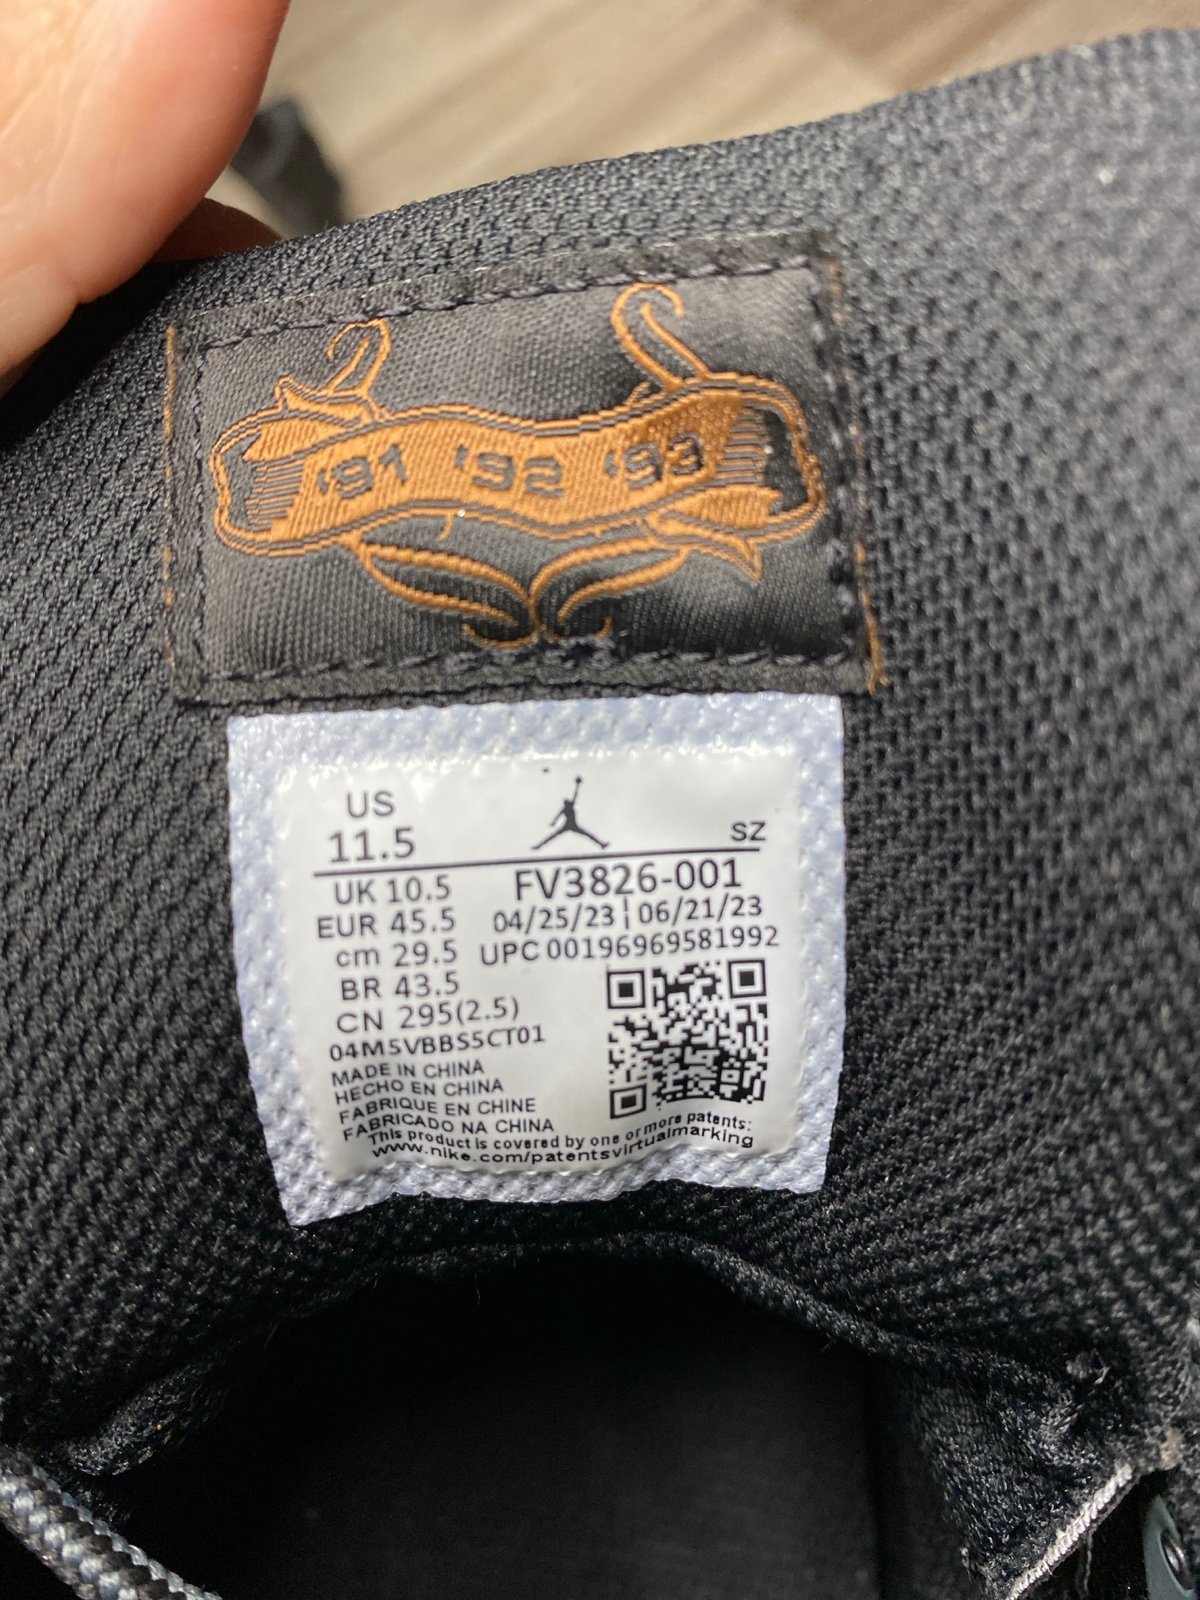 '91 '92 '93
US
11.5
SZ
UK 10.5
FV3826-001
EUR 45.5
04/25/23 ¦ 06/21/23
cm 29.5
UPC 00196969581992
BR 43.5
CN 295(2.5)
04M5VBBS5CT01
MADE IN CHINA
HECHO EN CHINA
FABRIQUE EN CHINE
FABRICADO NA CHINA
This product is covered by one or more patents:
www.nike.com/patentsvirtualmarking